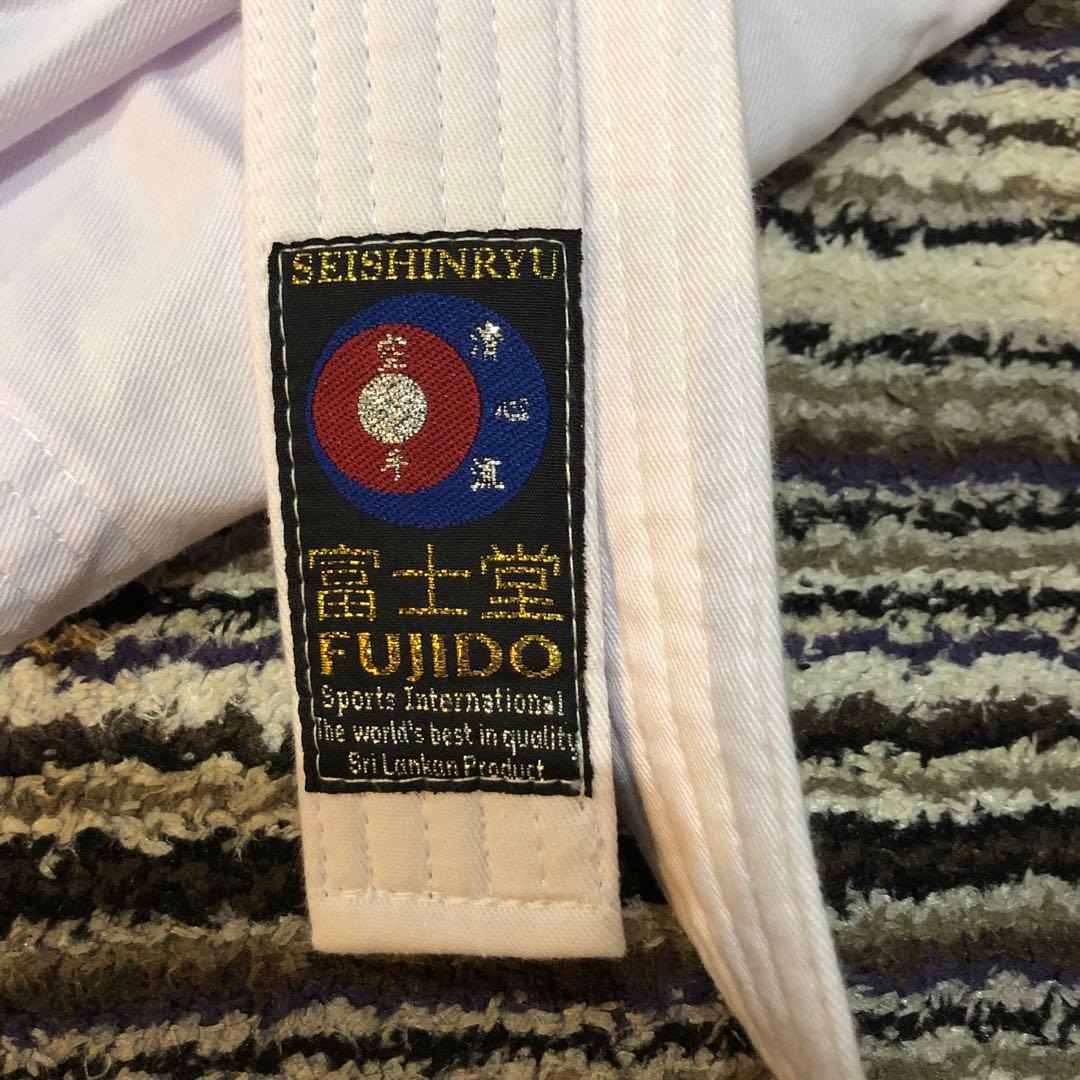 SEISHINRYU
空手
清心流
富士堂
FUJIDO
Sports International
The world's best in quality
Sri Lankan Product